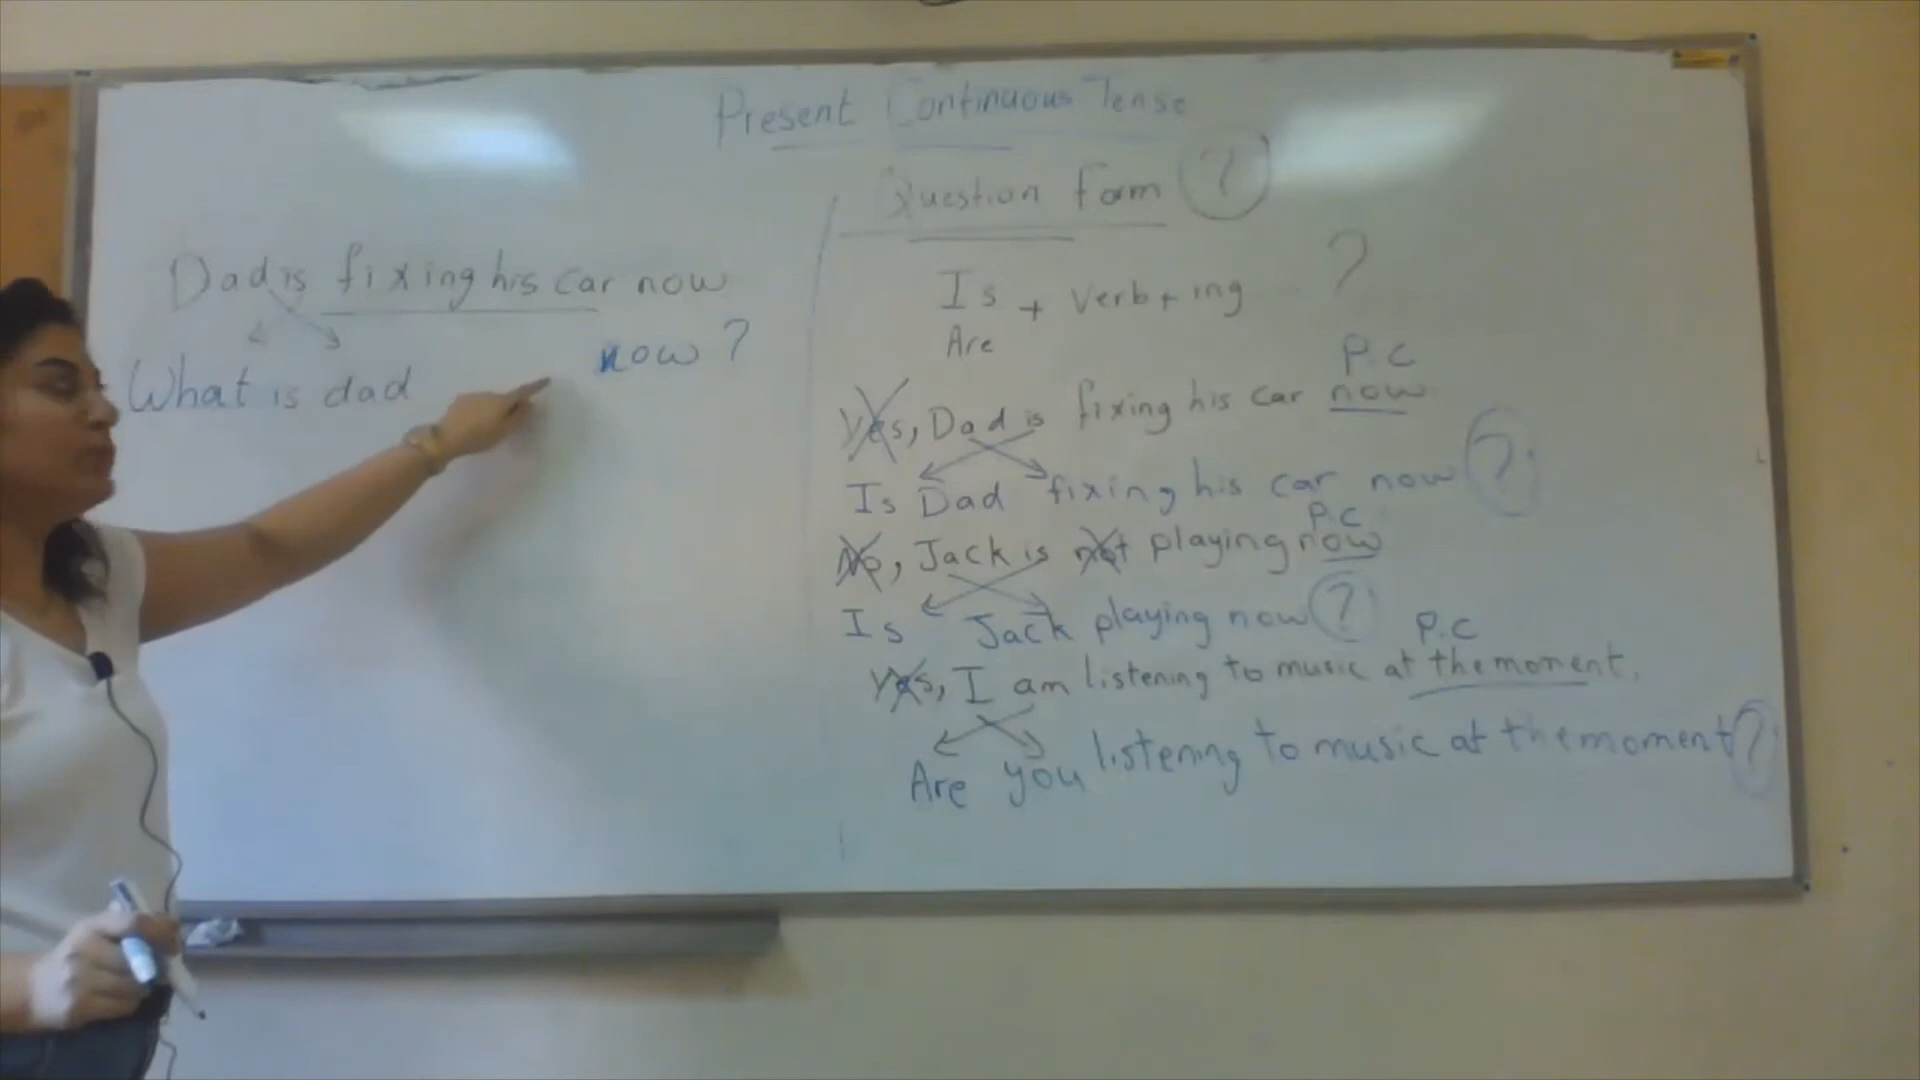 Present Continuous Tense
Question form ?
Dad is fixing his car now
What is dad now ?
Is + verb + ing ?
Are
P.C
Yes, Dad is fixing his car now.
Is Dad fixing his car now ?
P.C
No, Jack is not playing now
Is Jack playing now ?
P.C
Yes, I am listening to music at the moment.
Are you listening to music at the moment ?